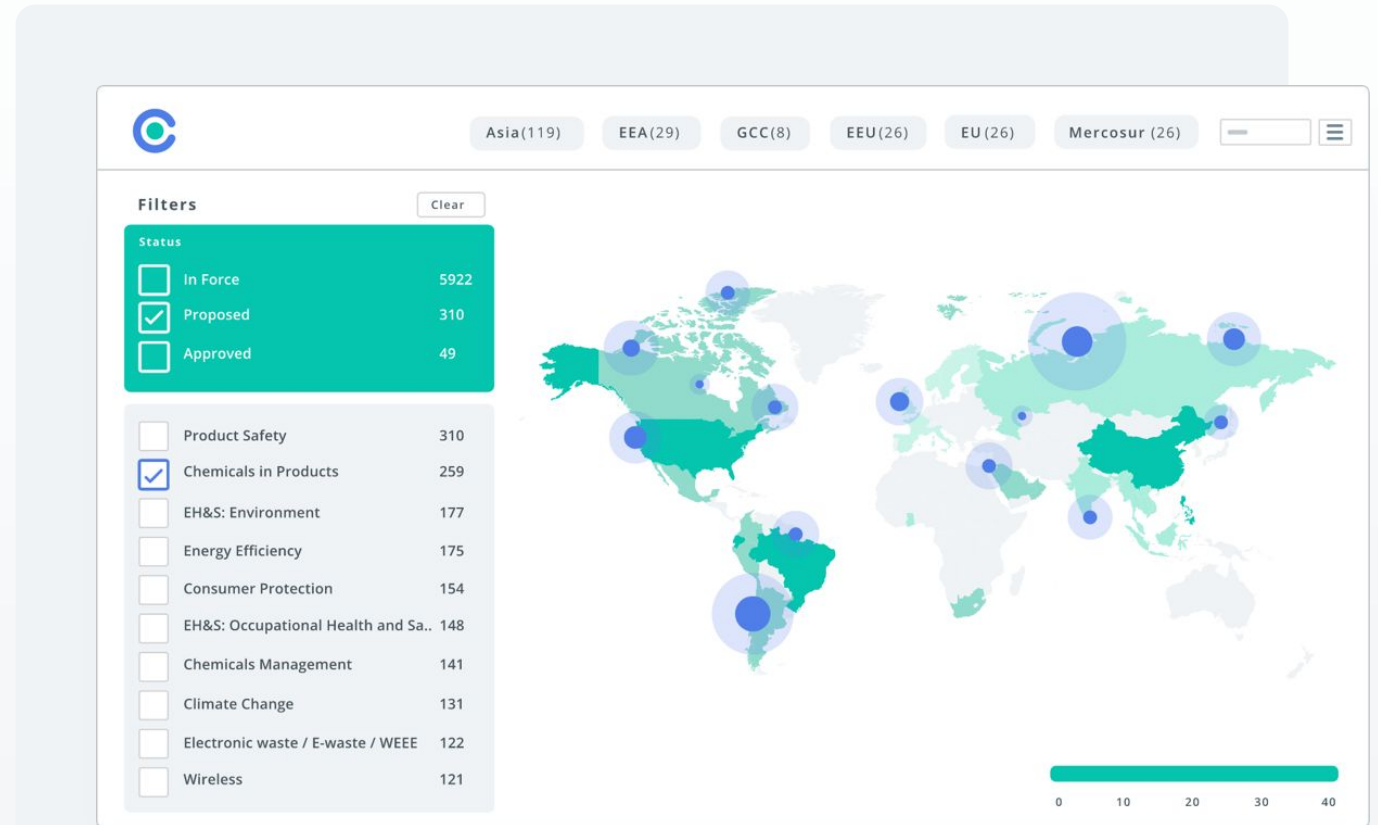 Asia(119) EEA(29) GCC(8) EEU(26) EU(26) Mercosur (26)
Filters Clear
Status
In Force 5922
Proposed 310
Approved 49
Product Safety 310
Chemicals in Products 259
EH&S: Environment 177
Energy Efficiency 175
Consumer Protection 154
EH&S: Occupational Health and Sa.. 148
Chemicals Management 141
Climate Change 131
Electronic waste / E-waste / WEEE 122
Wireless 121
0 10 20 30 40